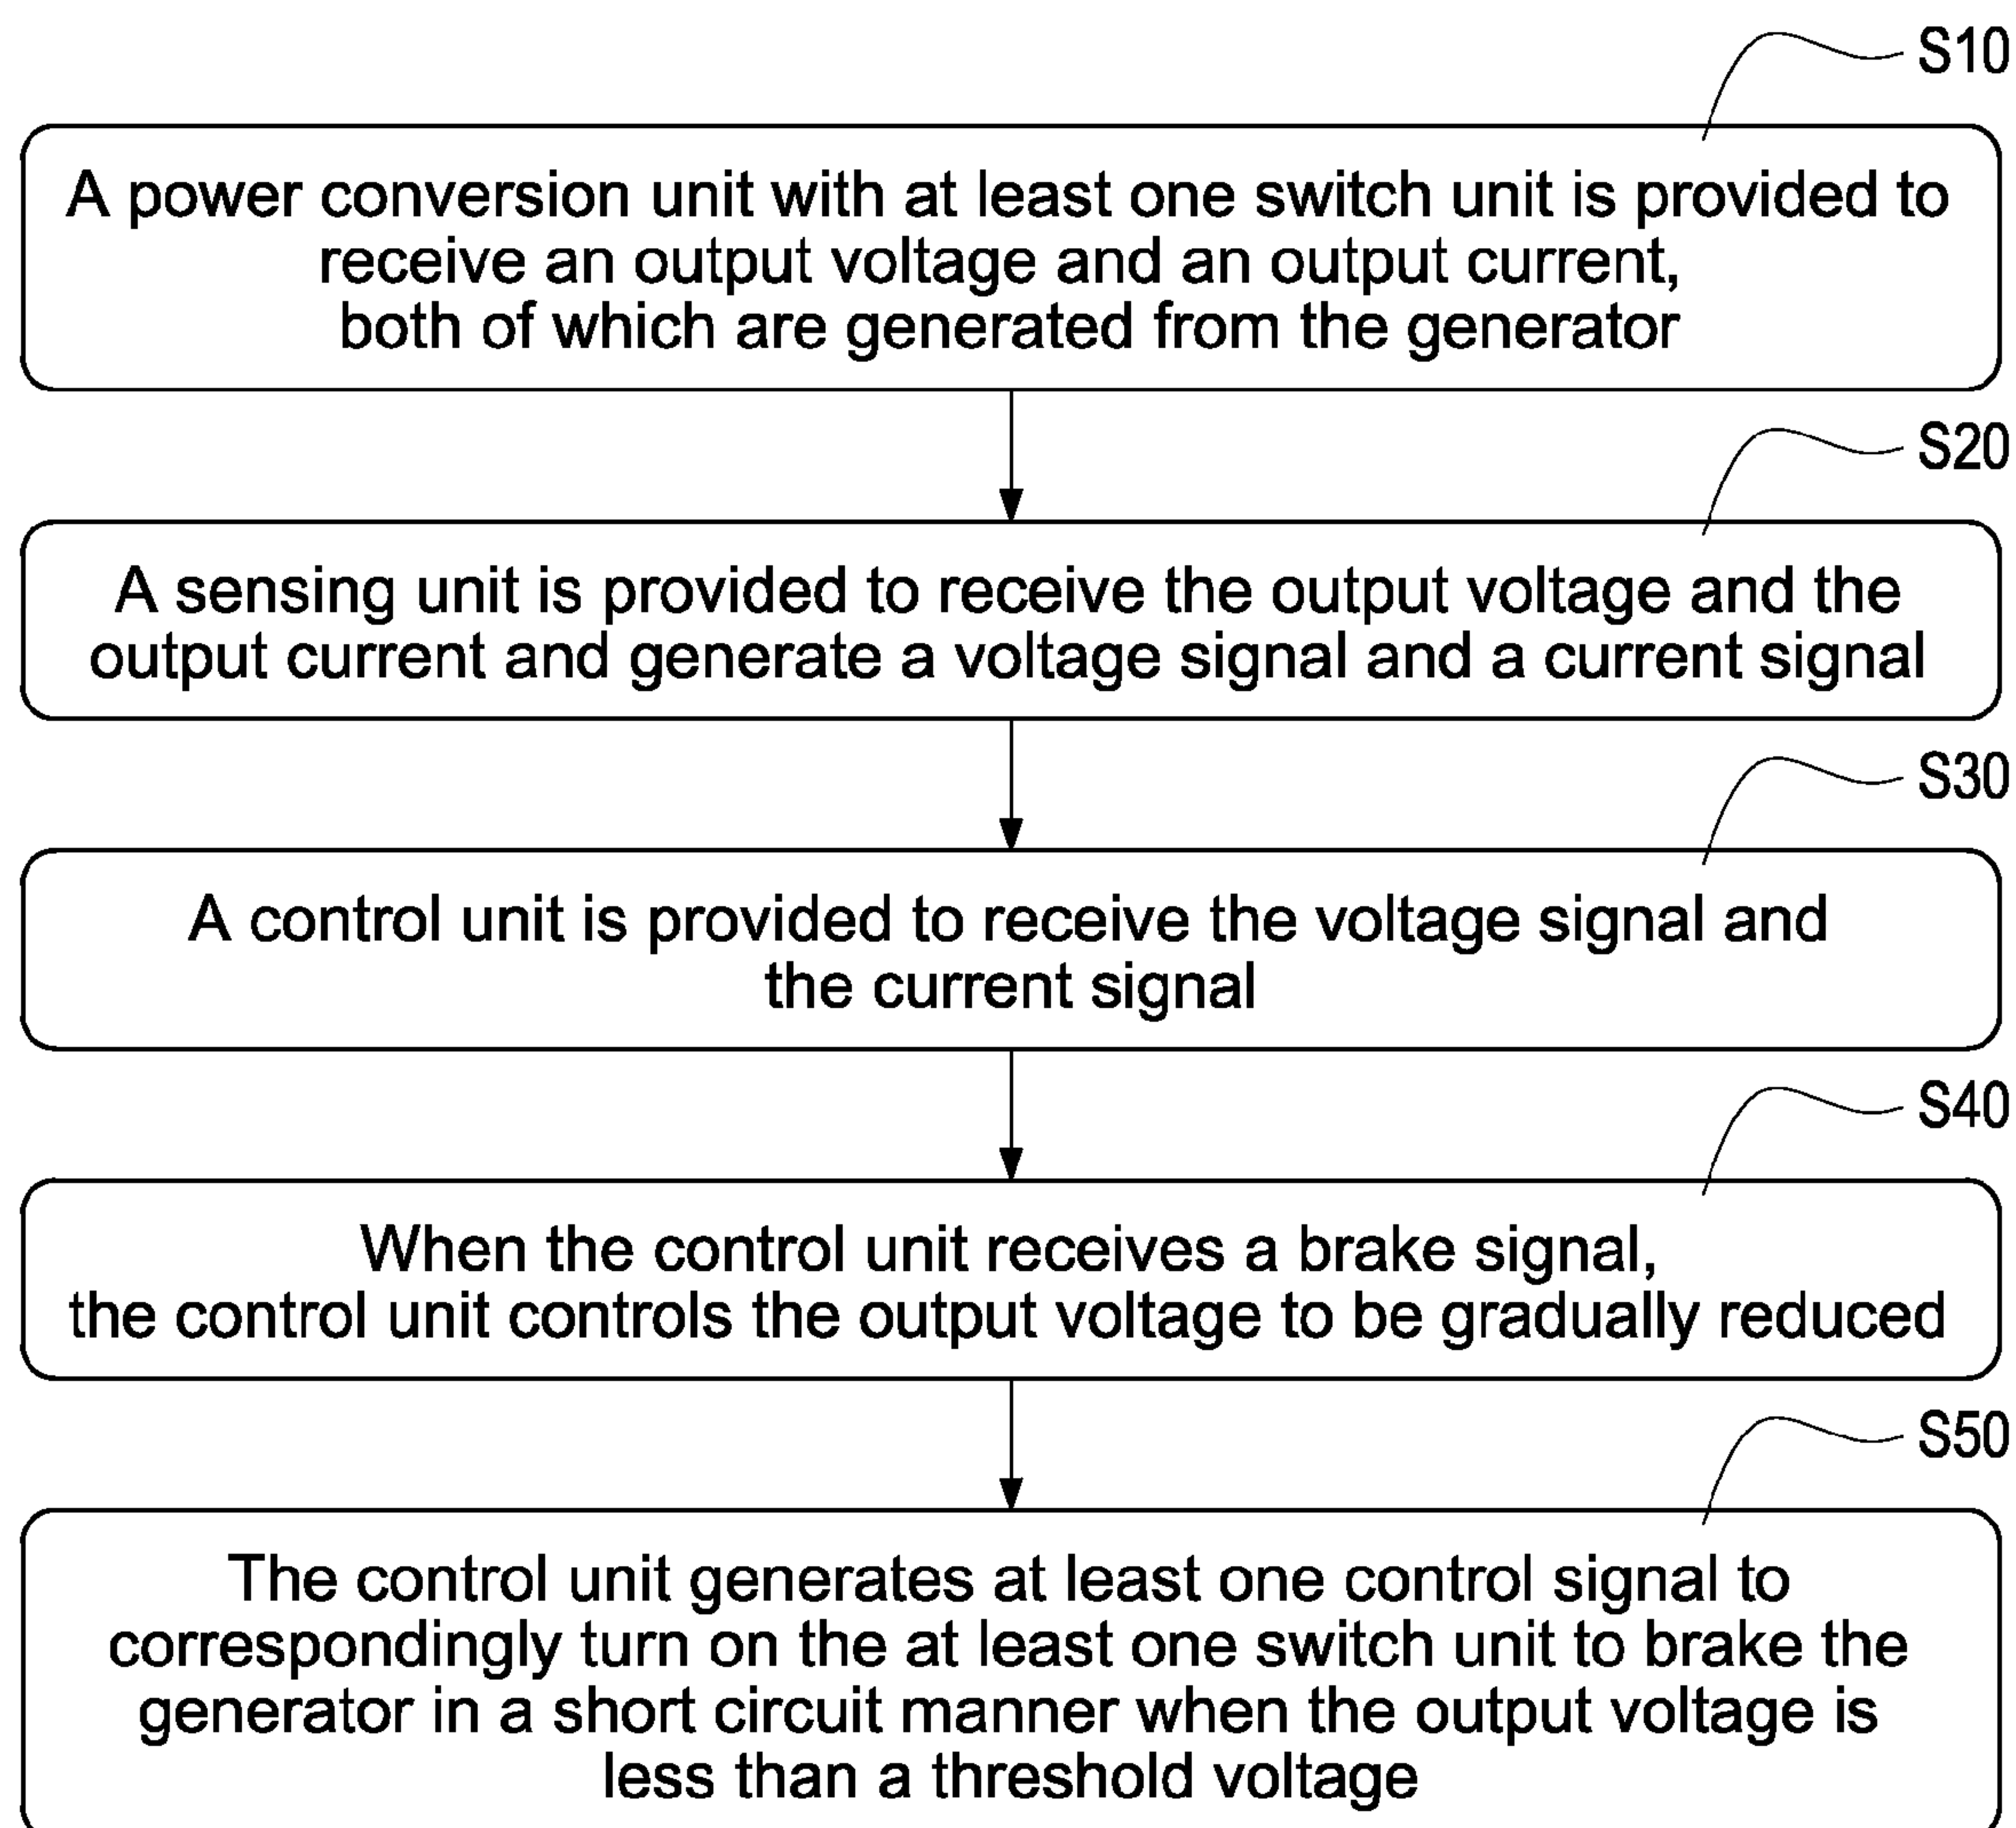 S10
A power conversion unit with at least one switch unit is provided to
receive an output voltage and an output current,
both of which are generated from the generator
S20
A sensing unit is provided to receive the output voltage and the
output current and generate a voltage signal and a current signal
S30
A control unit is provided to receive the voltage signal and
the current signal
S40
When the control unit receives a brake signal,
the control unit controls the output voltage to be gradually reduced
S50
The control unit generates at least one control signal to
correspondingly turn on the at least one switch unit to brake the
generator in a short circuit manner when the output voltage is
less than a threshold voltage